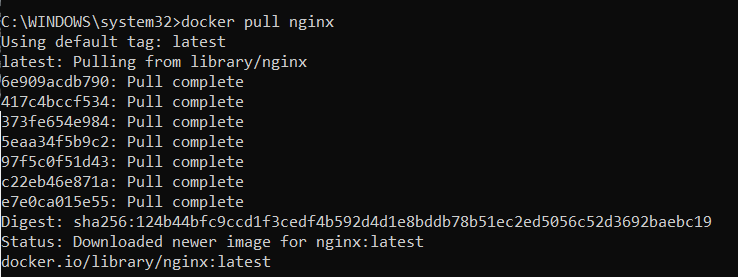 C:\WINDOWS\system32>docker pull nginx
Using default tag: latest
latest: Pulling from library/nginx
6e909acdb790: Pull complete
417c4bccf534: Pull complete
373fe654e984: Pull complete
5eaa34f5b9c2: Pull complete
97f5c0f51d43: Pull complete
c22eb46e871a: Pull complete
e7e0ca015e55: Pull complete
Digest: sha256:124b44bfc9ccd1f3cedf4b592d4d1e8bddb78b51ec2ed5056c52d3692baebc19
Status: Downloaded newer image for nginx:latest
docker.io/library/nginx:latest